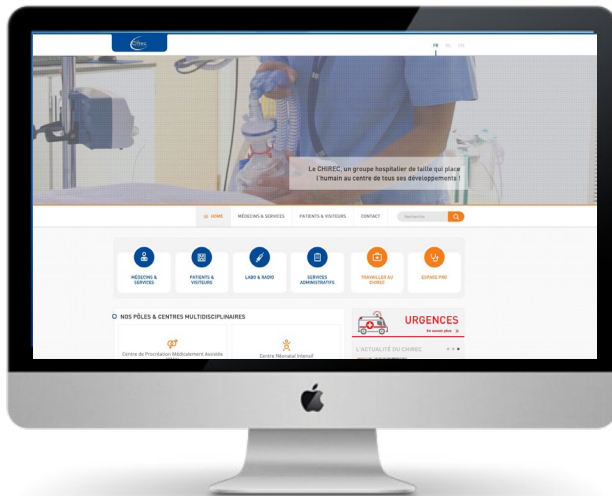 Chirec
FR NL EN
Le CHIREC, un groupe hospitalier de taille qui place
l'humain au centre de tous ses développements !
HOME MÉDECINS & SERVICES PATIENTS & VISITEURS CONTACT Recherche
MÉDECINS &
SERVICES
PATIENTS &
VISITEURS
LABO & RADIO
SERVICES
ADMINISTRATIFS
TRAVAILLER AU
CHIREC
ESPACE PRO
NOS PÔLES & CENTRES MULTIDISCIPLINAIRES
URGENCES
En savoir plus
Centre de Procréation Médicalement Assistée
Centre Néonatal Intensif
L'ACTUALITÉ DU CHIREC